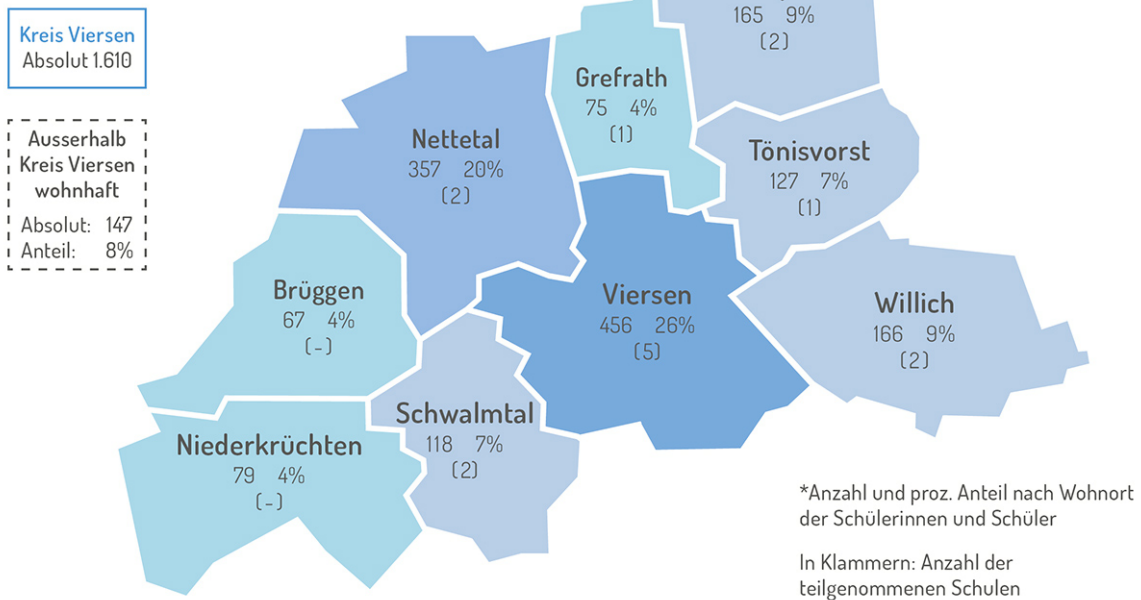 165 9%
(2)
Kreis Viersen
Absolut 1.610
Grefrath
75 4%
(1)
Ausserhalb
Kreis Viersen
wohnhaft
Absolut: 147
Anteil: 8%
Nettetal
357 20%
(2)
Tönisvorst
127 7%
(1)
Brüggen
67 4%
(-)
Viersen
456 26%
(5)
Willich
166 9%
(2)
Schwalmtal
118 7%
(2)
Niederkrüchten
79 4%
(-)
*Anzahl und proz. Anteil nach Wohnort
der Schülerinnen und Schüler
In Klammern: Anzahl der
teilgenommenen Schulen